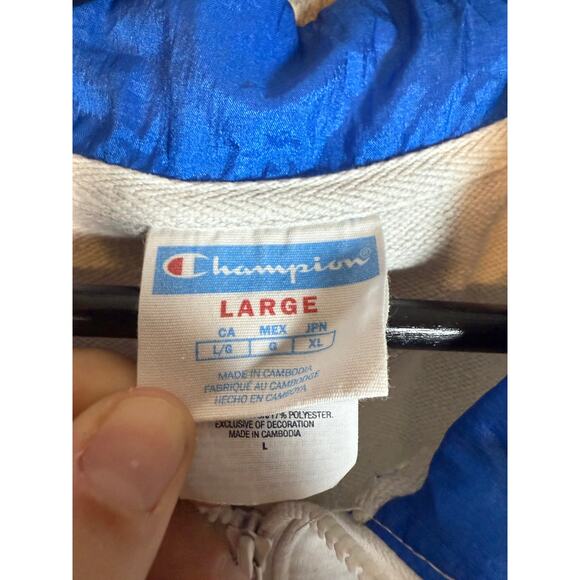 Champion
LARGE
CA MEX JPN
L/G G XL
MADE IN CAMBODIA
FABRIQUÉ AU CAMBODGE
HECHO EN CAMBOYA
17% POLYESTER.
EXCLUSIVE OF DECORATION
MADE IN CAMBODIA
L